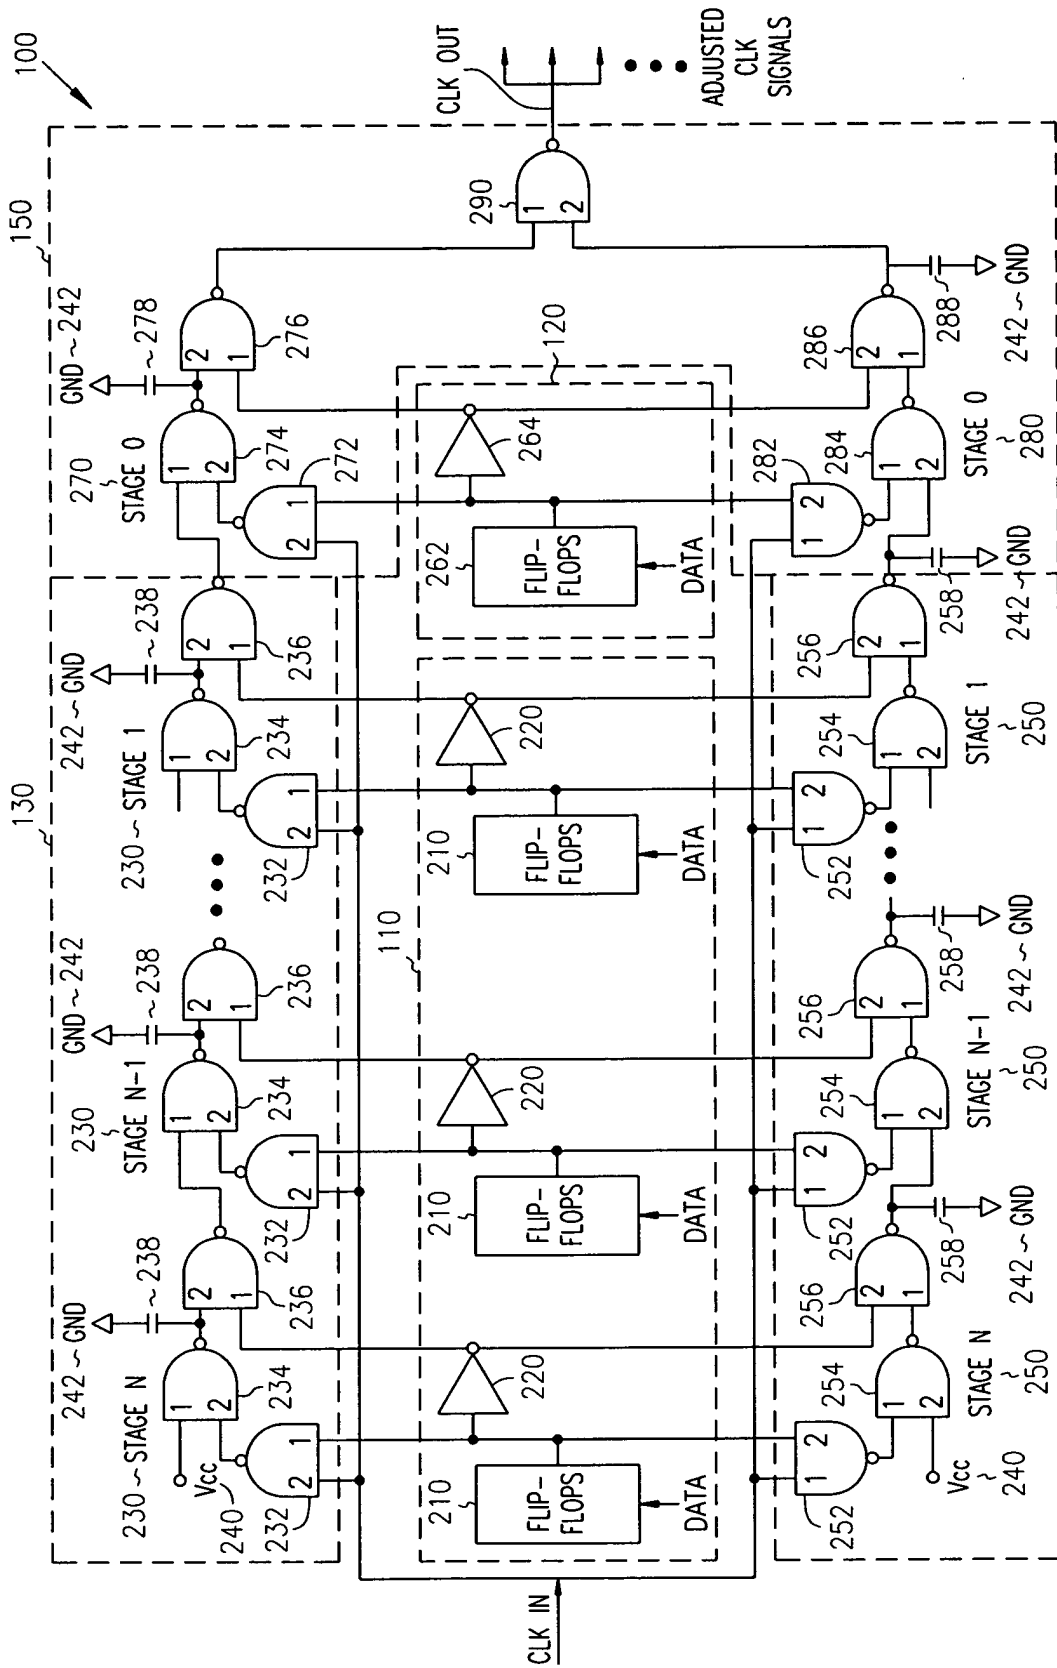 100
150
130
GND ~ 242
278
CLK OUT
ADJUSTED
CLK
SIGNALS
290
1
2
276
2
1
270
STAGE 0
274
1
2
272
1
2
120
264
262
FLIP-
FLOPS
DATA
282
2
1
284
1
2
286
2
1
288
242 ~ GND
STAGE 0
280
242 ~ GND
238
236
2
1
230 ~ STAGE 1
234
1
2
232
1
2
220
210
FLIP-
FLOPS
DATA
110
252
2
1
254
1
2
256
2
1
258
242 ~ GND
STAGE 1
250
GND ~ 242
238
236
2
1
230
STAGE N-1
234
1
2
232
1
2
220
210
FLIP-
FLOPS
DATA
252
2
1
254
1
2
256
2
1
258
242 ~ GND
STAGE N-1
250
242 ~ GND
238
236
2
1
230 ~ STAGE N
234
1
2
Vcc
240
232
1
2
220
210
FLIP-
FLOPS
DATA
252
2
1
254
1
2
256
2
1
258
242 ~ GND
STAGE N
250
Vcc
240
CLK IN